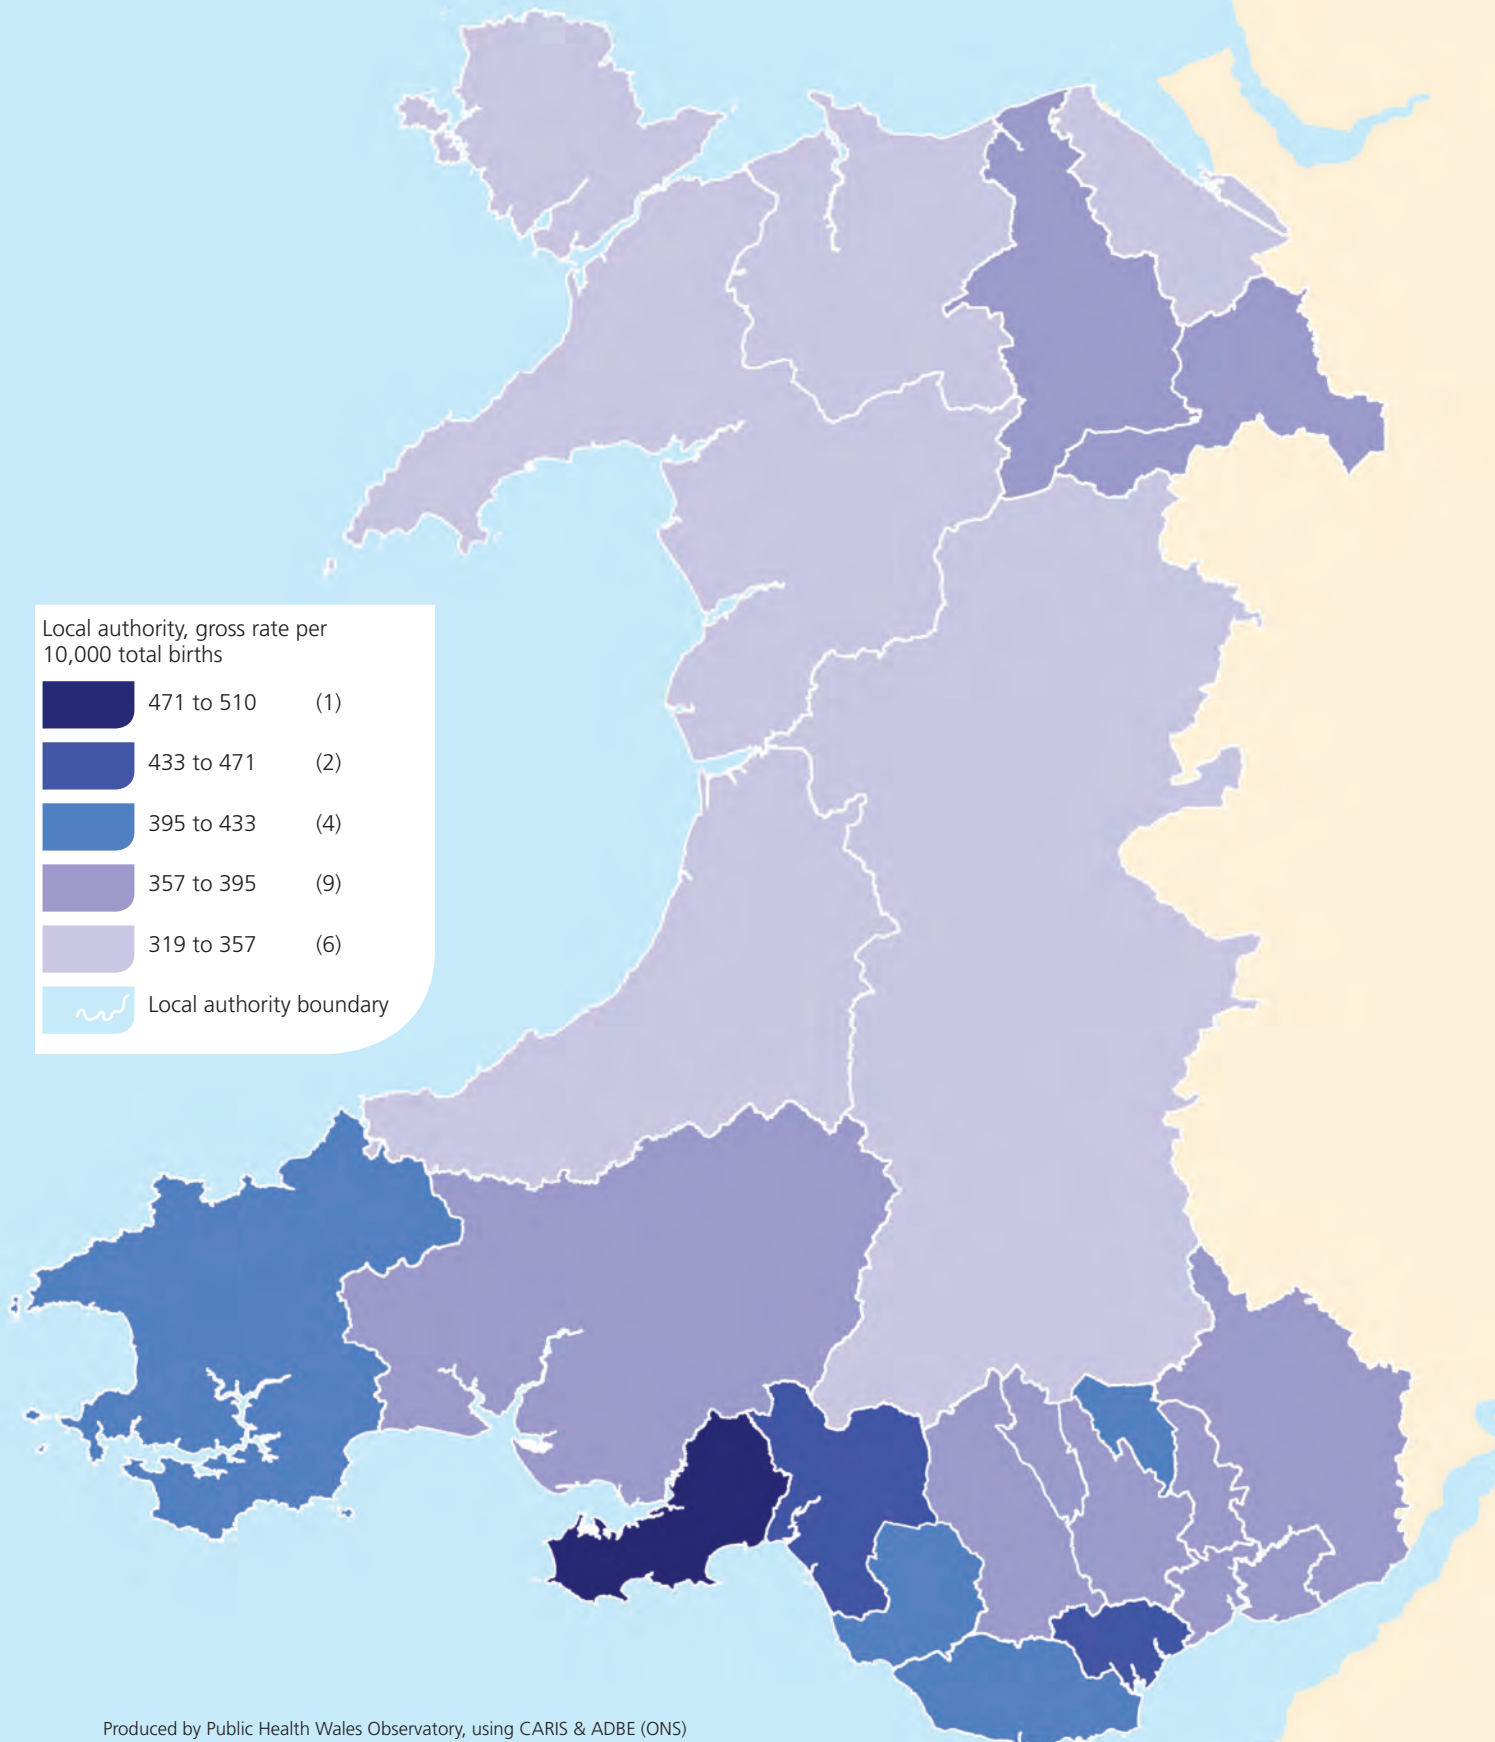 Local authority, gross rate per
10,000 total births
471 to 510 (1)
433 to 471 (2)
395 to 433 (4)
357 to 395 (9)
319 to 357 (6)
Local authority boundary
Produced by Public Health Wales Observatory, using CARIS & ADBE (ONS)